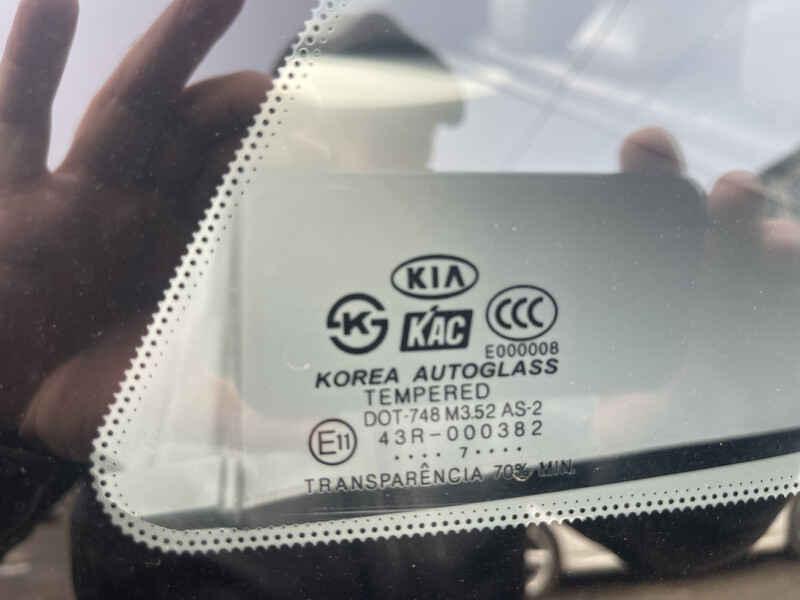 KIA
K S KAC CCC
E000008
KOREA AUTOGLASS
TEMPERED
DOT-748 M3.52 AS-2
E11 43R-000382
.... 7 ....
TRANSPARÊNCIA 70% MIN.